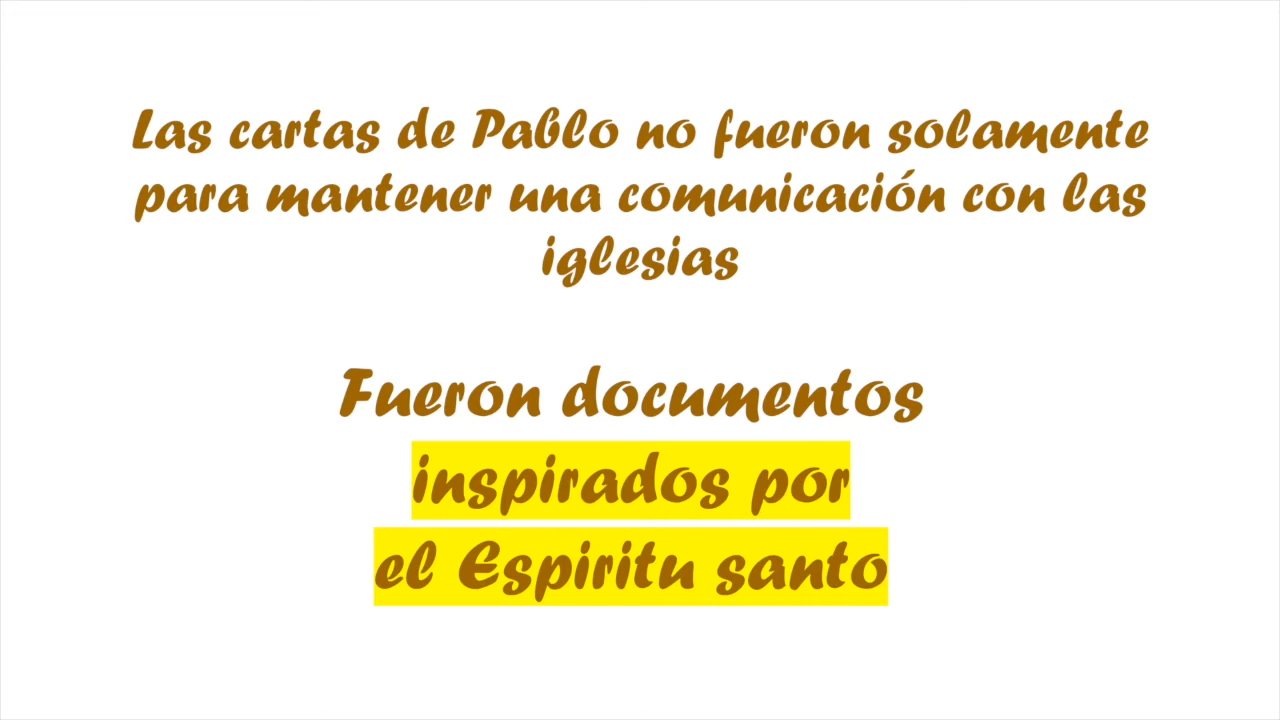 Las cartas de Pablo no fueron solamente
para mantener una comunicación con las
iglesias
Fueron documentos
inspirados por
el Espiritu santo